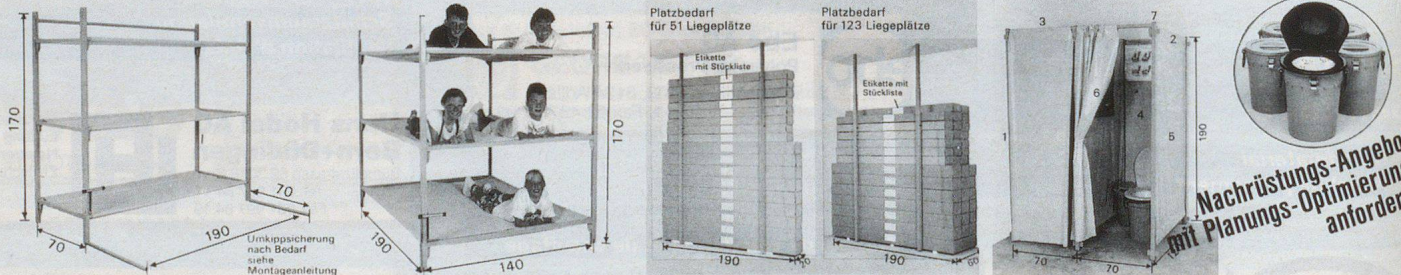 170
70
190
70
Umkippsicherung
nach Bedarf
siehe
Montageanleitung
170
190
140
Platzbedarf
für 51 Liegeplätze
Etikette
mit Stückliste
190
Platzbedarf
für 123 Liegeplätze
Etikette mit
Stückliste
190
60
3
7
2
6
4
1
5
190
70
70
Nachrüstungs-Angebo
mit Planungs-Optimierun
anforder